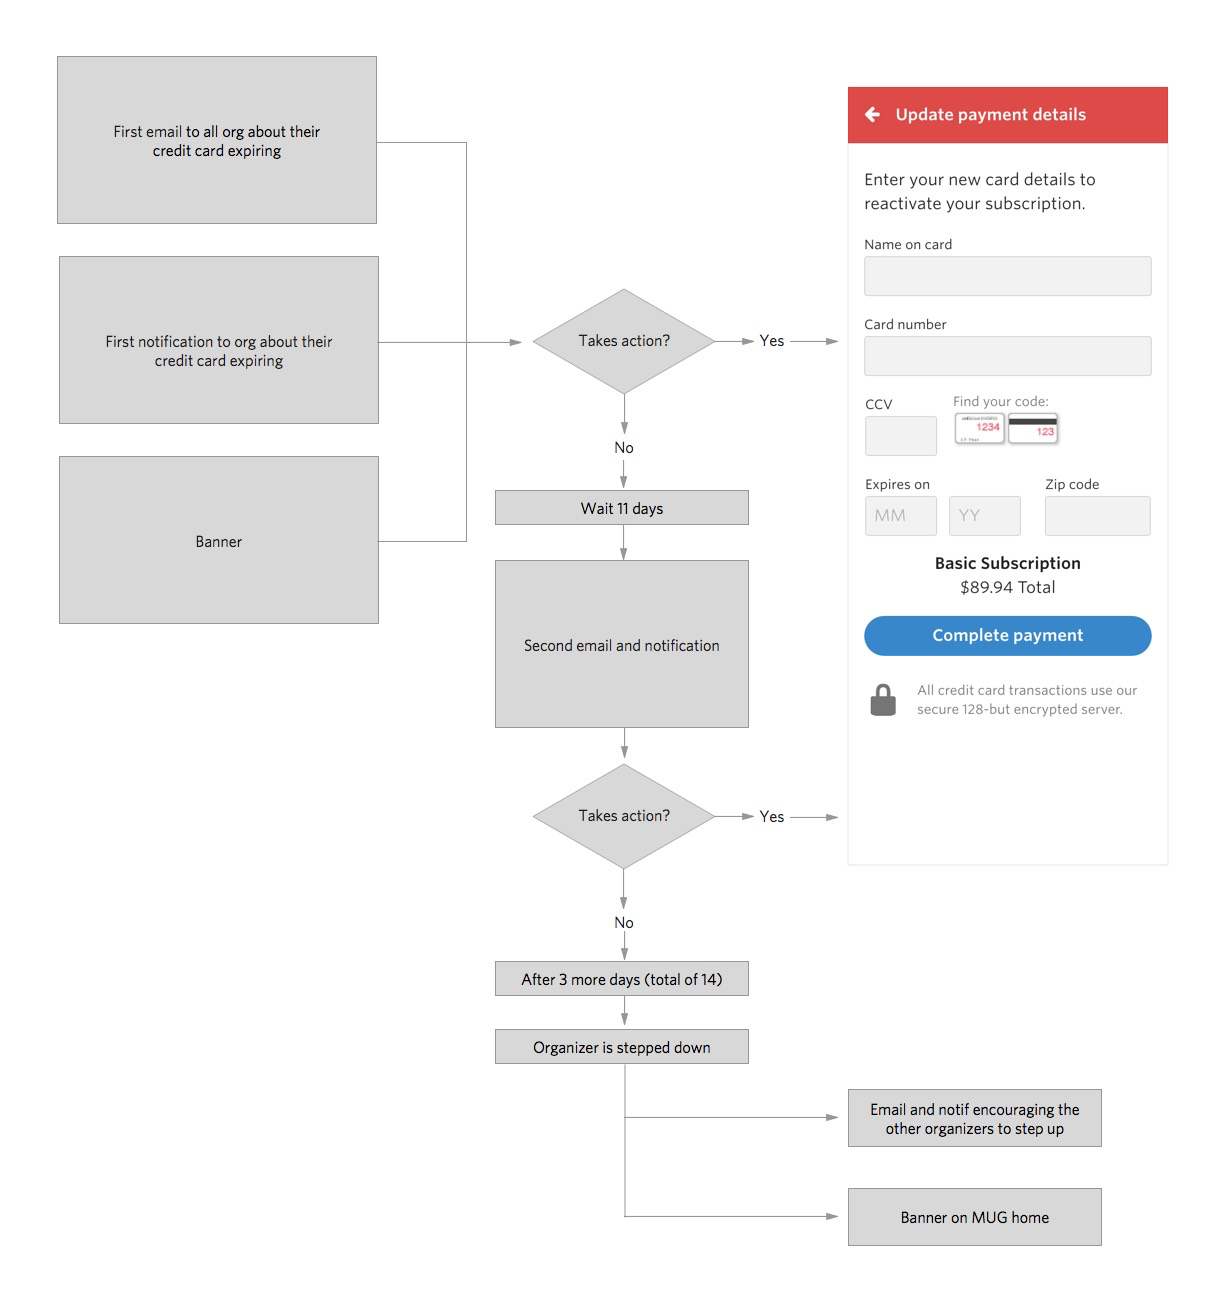 First email to all org about their
credit card expiring
First notification to org about their
credit card expiring
Banner
Takes action?
Yes
No
Wait 11 days
Second email and notification
Takes action?
Yes
No
After 3 more days (total of 14)
Organizer is stepped down
Email and notif encouraging the
other organizers to step up
Banner on MUG home
Update payment details
Enter your new card details to
reactivate your subscription.
Name on card
Card number
CCV
Find your code:
1234
123
Expires on
Zip code
MM
YY
Basic Subscription
$89.94 Total
Complete payment
All credit card transactions use our
secure 128-but encrypted server.